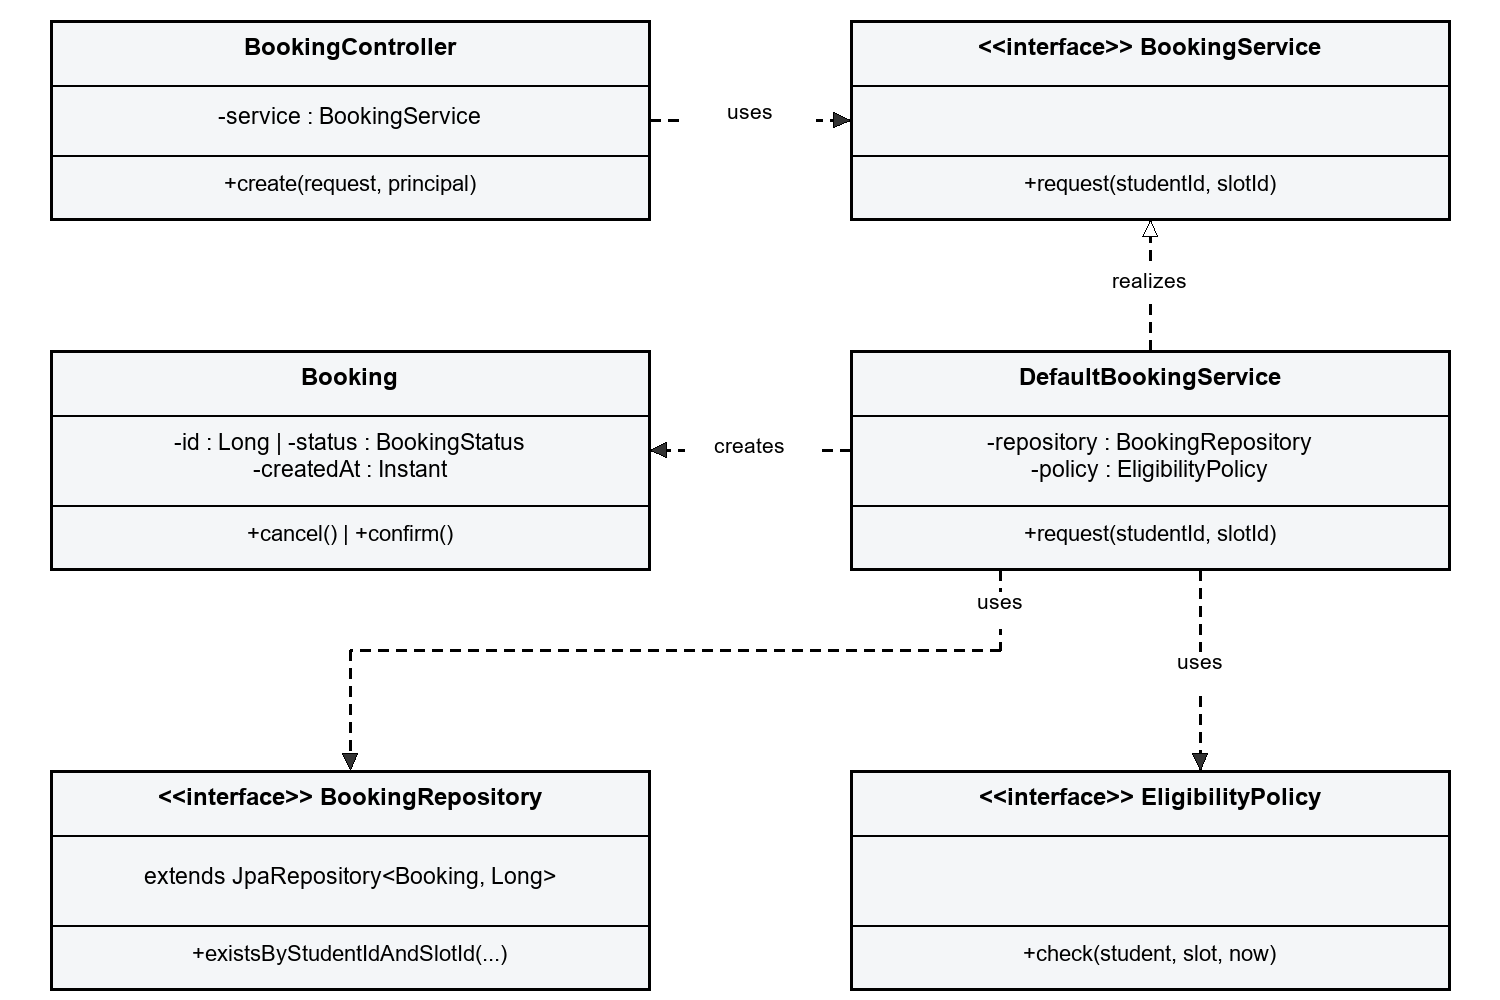 BookingController
-service : BookingService
+create(request, principal)
uses
<<interface>> BookingService
+request(studentId, slotId)
realizes
Booking
-id : Long | -status : BookingStatus
-createdAt : Instant
+cancel() | +confirm()
creates
DefaultBookingService
-repository : BookingRepository
-policy : EligibilityPolicy
+request(studentId, slotId)
uses
uses
<<interface>> BookingRepository
extends JpaRepository<Booking, Long>
+existsByStudentIdAndSlotId(...)
<<interface>> EligibilityPolicy
+check(student, slot, now)